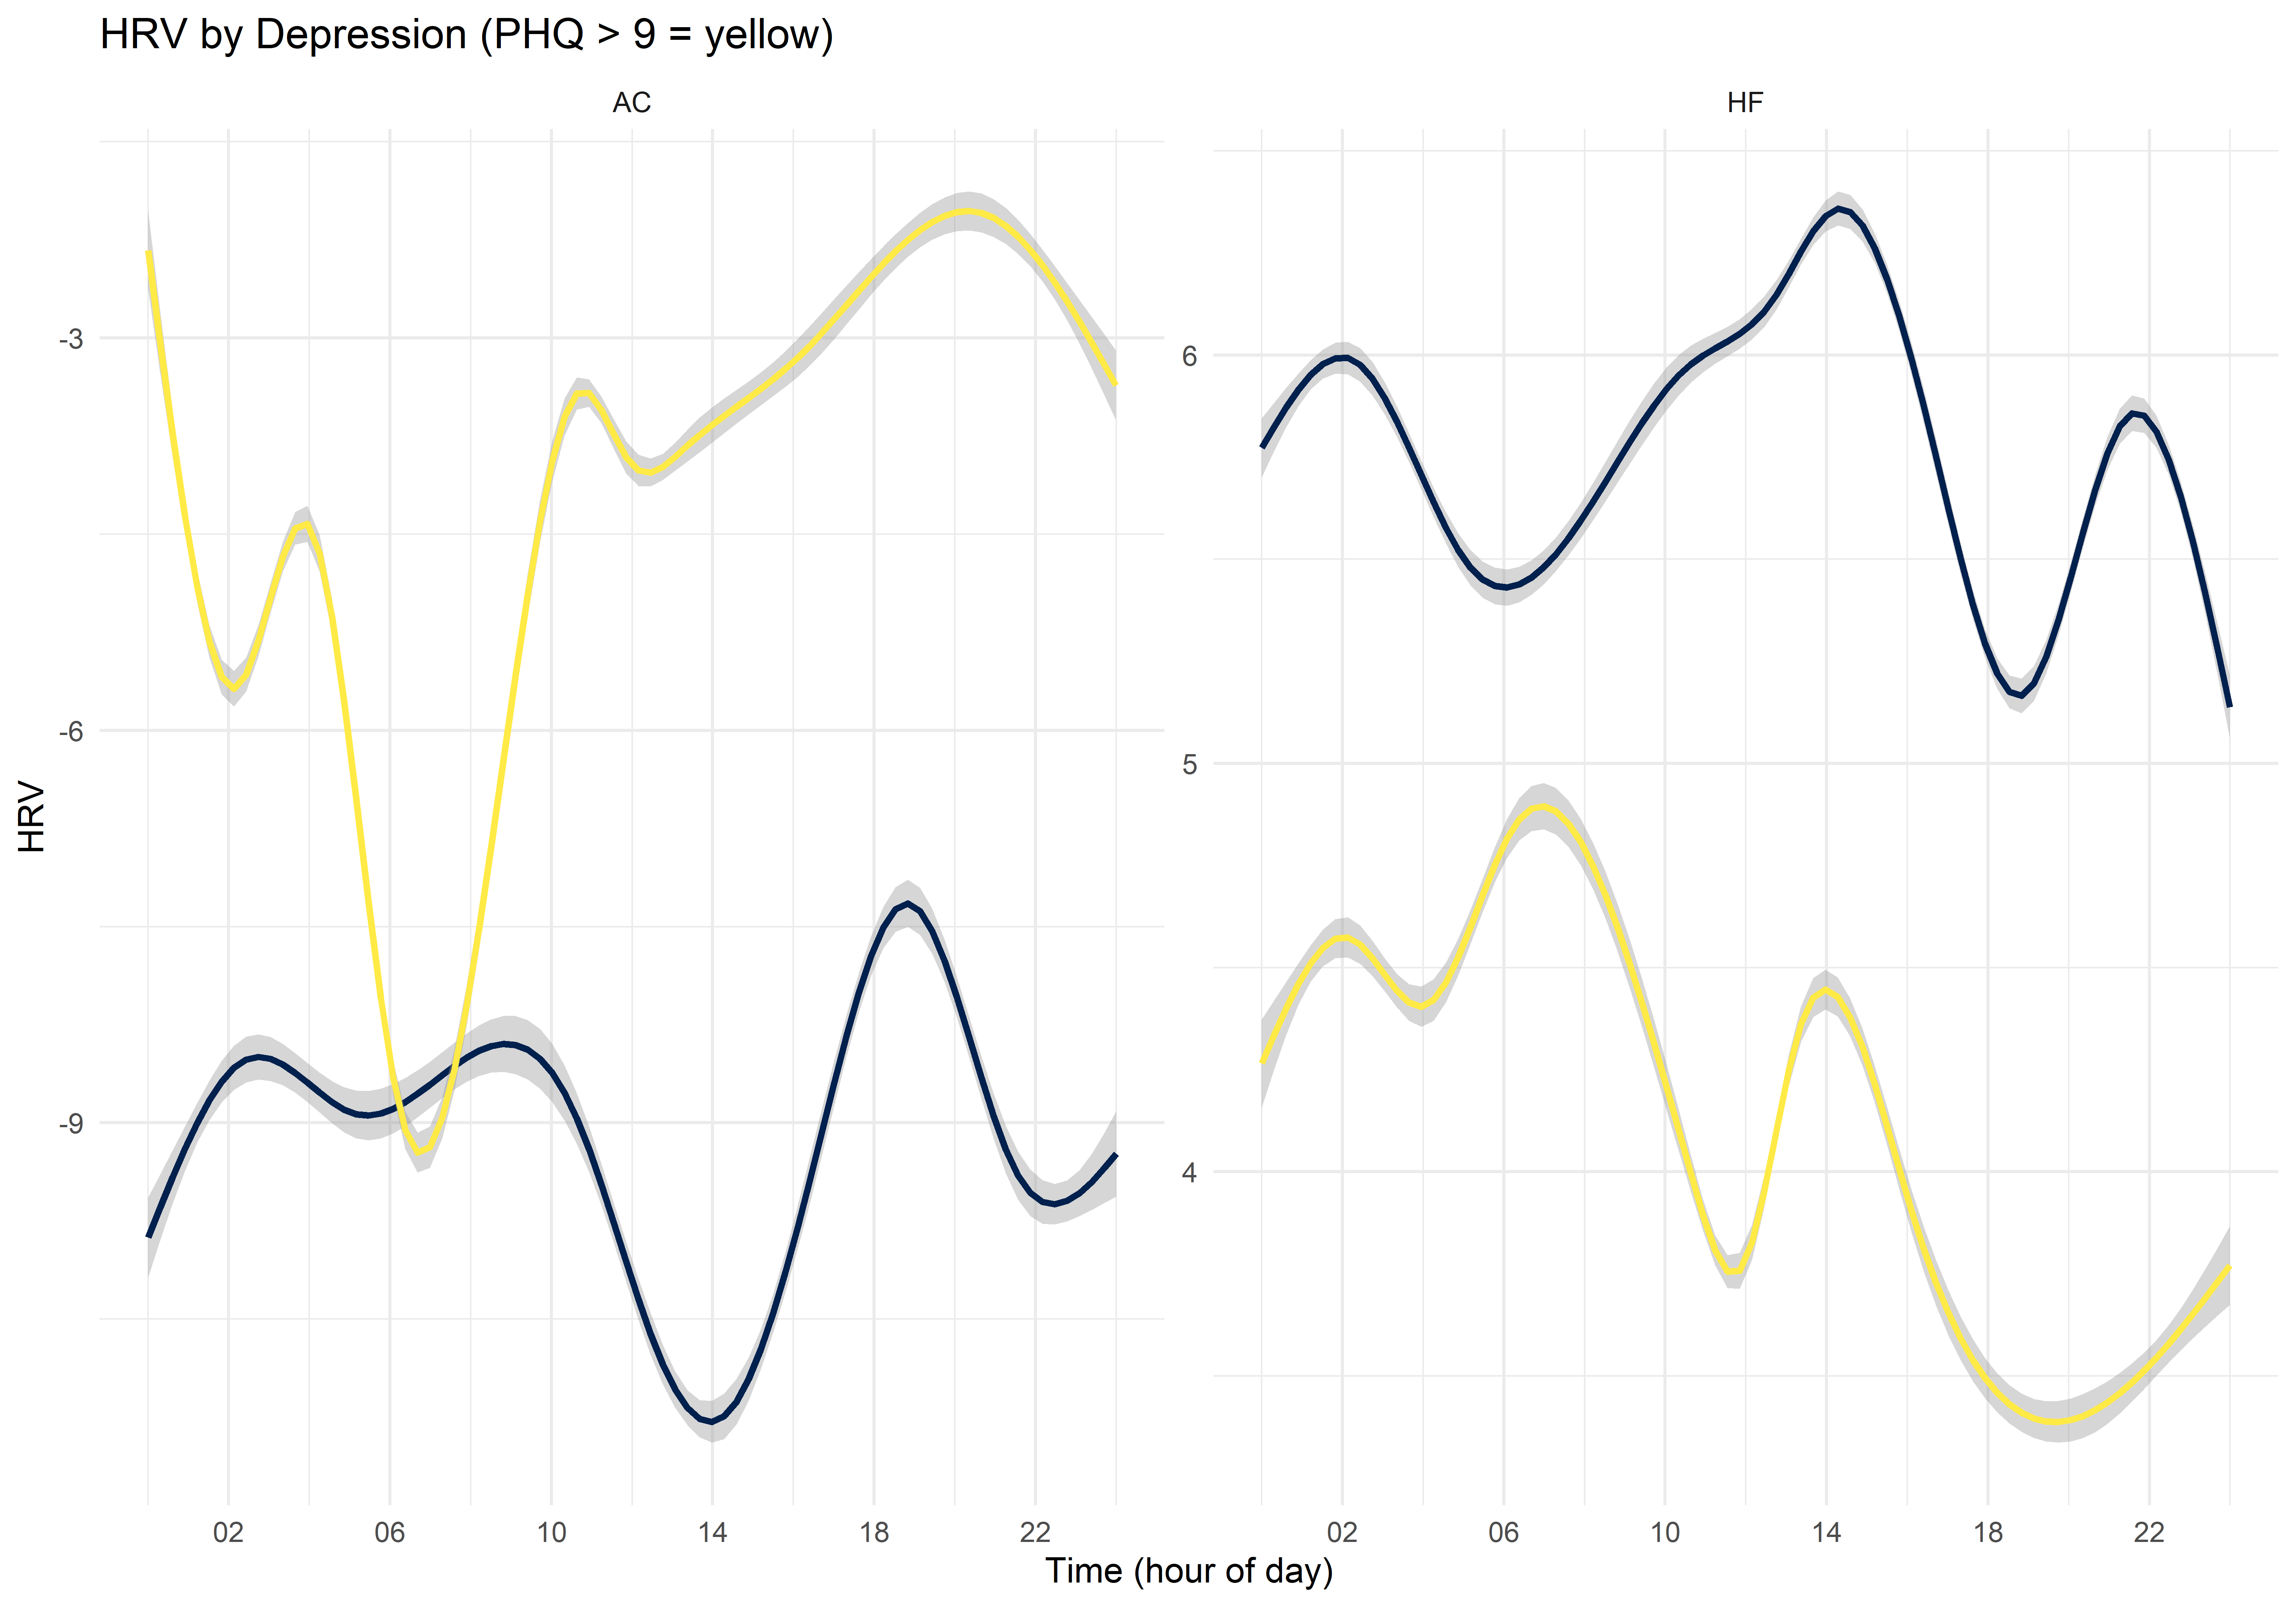 HRV by Depression (PHQ > 9 = yellow)
AC
HF
HRV
-3
-6
-9
6
5
4
02 06 10 14 18 22
02 06 10 14 18 22
Time (hour of day)